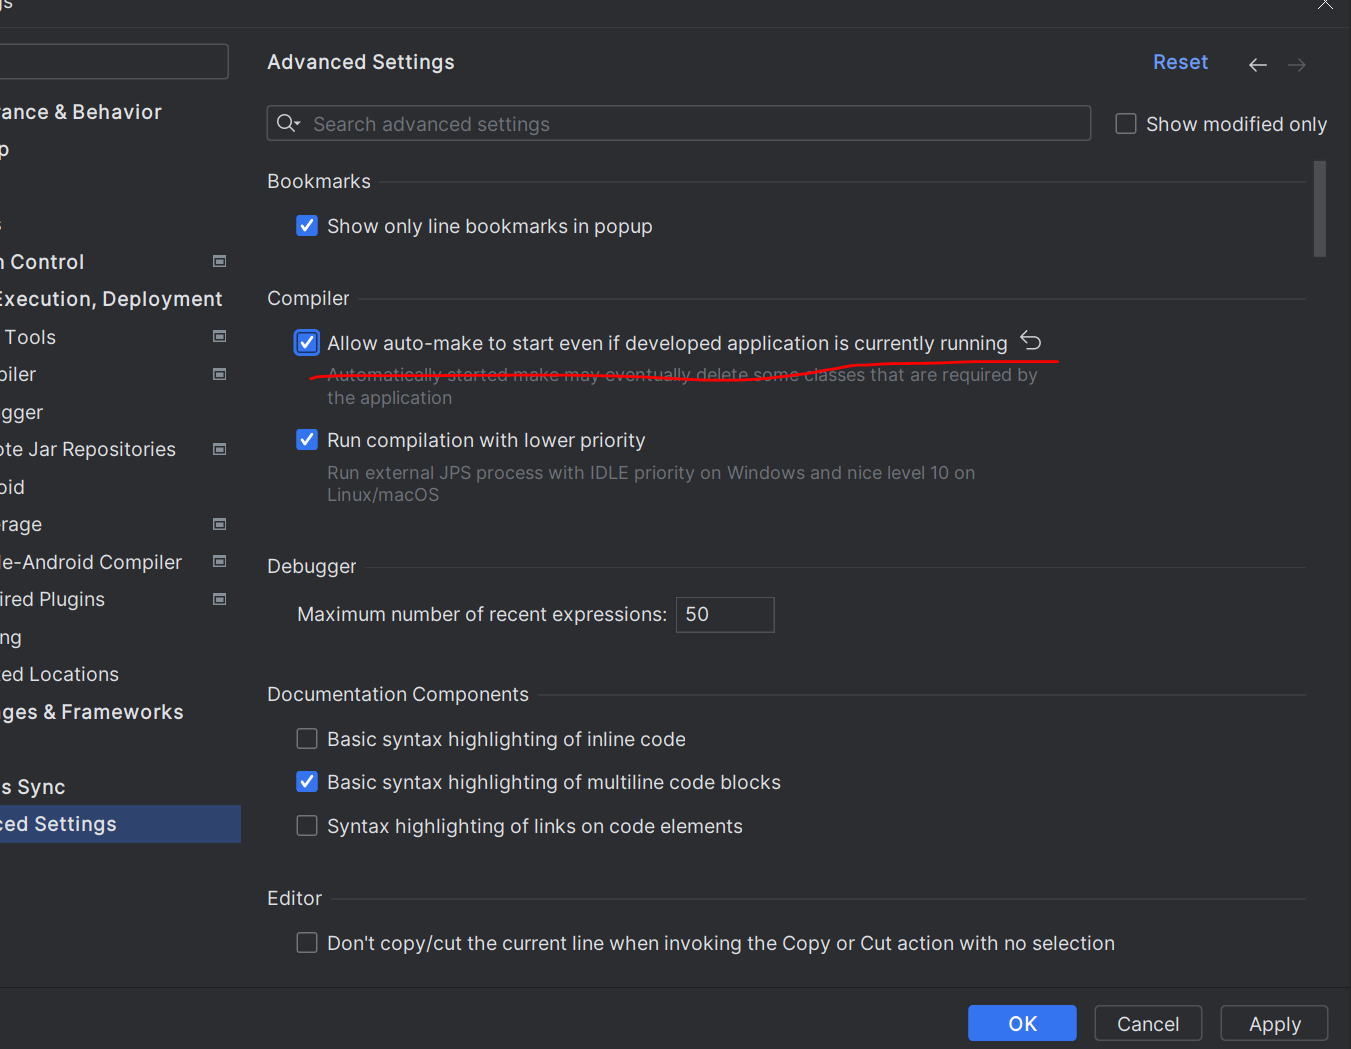 gs
Advanced Settings
Reset
Search advanced settings
Show modified only
ance & Behavior
p
s
n Control
Execution, Deployment
Tools
piler
gger
ote Jar Repositories
oid
erage
le-Android Compiler
ired Plugins
ng
ted Locations
ages & Frameworks
s Sync
ced Settings
Bookmarks
Show only line bookmarks in popup
Compiler
Allow auto-make to start even if developed application is currently running
Automatically started make may eventually delete some classes that are required by
the application
Run compilation with lower priority
Run external JPS process with IDLE priority on Windows and nice level 10 on
Linux/macOS
Debugger
Maximum number of recent expressions: 50
Documentation Components
Basic syntax highlighting of inline code
Basic syntax highlighting of multiline code blocks
Syntax highlighting of links on code elements
Editor
Don't copy/cut the current line when invoking the Copy or Cut action with no selection
OK
Cancel
Apply